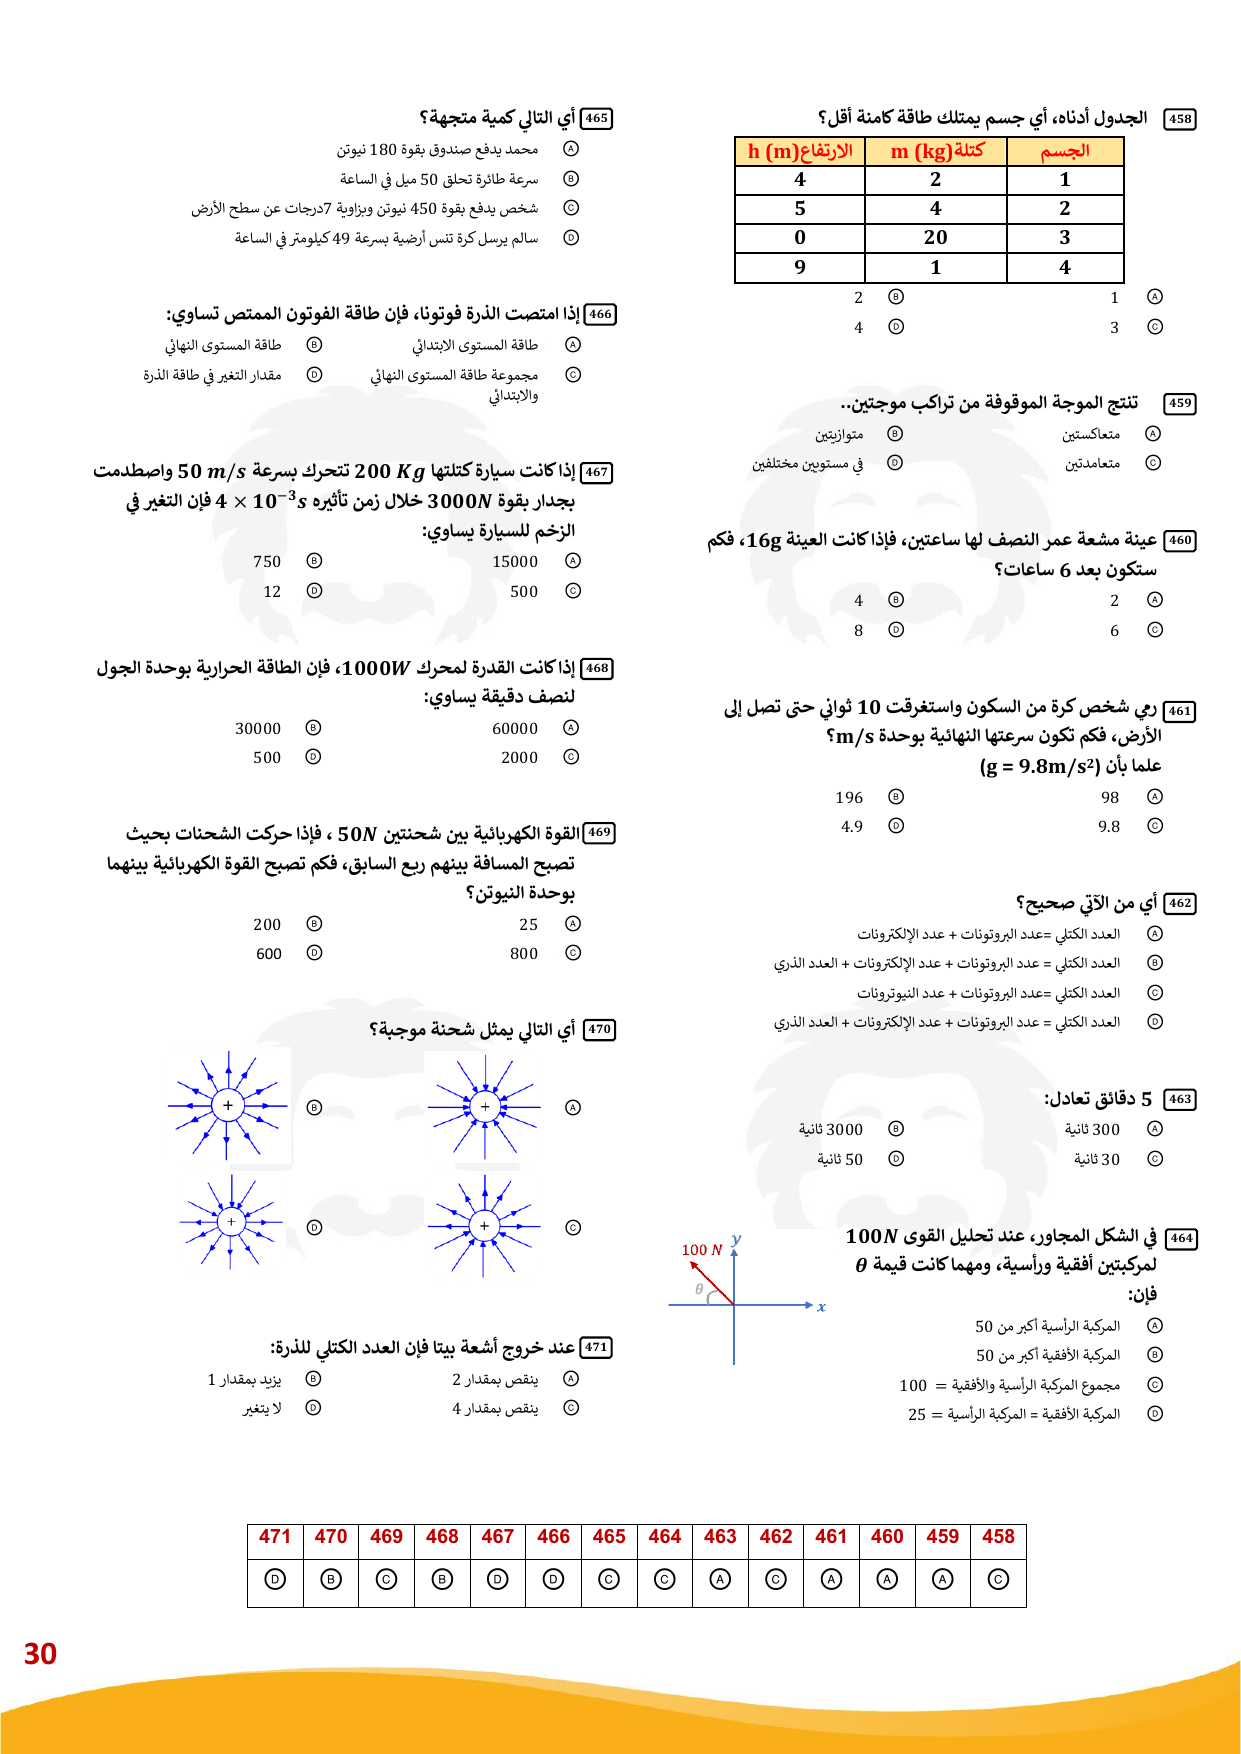 458 الجدول أدناه، أي جسم يمتلك طاقة كامنة أقل؟
الجسم كتلة m (kg) الارتفاع h (m)
1 2 4
2 4 5
3 20 0
4 1 9
A 1 B 2
C 3 D 4
459 تنتج الموجة الموقوفة من تراكب موجتين..
A متعاكستين B متوازيتين
C متعامدتين D في مستويين مختلفين
460 عينة مشعة عمر النصف لها ساعتين، فإذا كانت العينة 16g، فكم
ستكون بعد 6 ساعات؟
A 2 B 4
C 6 D 8
461 رمي شخص كرة من السكون واستغرقت 10 ثواني حتى تصل إلى
الأرض، فكم تكون سرعتها النهائية بوحدة m/s؟
علما بأن (g = 9.8m/s²)
A 98 B 196
C 9.8 D 4.9
462 أي من الآتي صحيح؟
A العدد الكتلي =عدد البروتونات + عدد الإلكترونات
B العدد الكتلي = عدد البروتونات + عدد الإلكترونات + العدد الذري
C العدد الكتلي =عدد البروتونات + عدد النيوترونات
D العدد الكتلي = عدد البروتونات + عدد الإلكترونات + العدد الذري
463 5 دقائق تعادل:
A 300 ثانية B 3000 ثانية
C 30 ثانية D 50 ثانية
464 في الشكل المجاور، عند تحليل القوى 100N
لمركبتين أفقية ورأسية، ومهما كانت قيمة θ
فإن:
100 N y
θ
x
A المركبة الرأسية أكبر من 50
B المركبة الأفقية أكبر من 50
C مجموع المركبة الرأسية والأفقية = 100
D المركبة الأفقية = المركبة الرأسية = 25
465 أي التالي كمية متجهة؟
A محمد يدفع صندوق بقوة 180 نيوتن
B سرعة طائرة تحلق 50 ميل في الساعة
C شخص يدفع بقوة 450 نيوتن وبزاوية 7درجات عن سطح الأرض
D سالم يرسل كرة تنس أرضية بسرعة 49 كيلومتر في الساعة
466 إذا امتصت الذرة فوتونا، فإن طاقة الفوتون الممتص تساوي:
A طاقة المستوى الابتدائي B طاقة المستوى النهائي
C مجموعة طاقة المستوى النهائي D مقدار التغير في طاقة الذرة
والابتدائي
467 إذا كانت سيارة كتلتها 200 Kg تتحرك بسرعة 50 m/s واصطدمت
بجدار بقوة 3000N خلال زمن تأثيره 4 × 10⁻³s فإن التغير في
الزخم للسيارة يساوي:
A 15000 B 750
C 500 D 12
468 إذا كانت القدرة لمحرك 1000W، فإن الطاقة الحرارية بوحدة الجول
لنصف دقيقة يساوي:
A 60000 B 30000
C 2000 D 500
469 القوة الكهربائية بين شحنتين 50N ، فإذا حركت الشحنات بحيث
تصبح المسافة بينهم ربع السابق، فكم تصبح القوة الكهربائية بينهما
بوحدة النيوتن؟
A 25 B 200
C 800 D 600
470 أي التالي يمثل شحنة موجبة؟
A + B +
C + D +
471 عند خروج أشعة بيتا فإن العدد الكتلي للذرة:
A ينقص بمقدار 2 B يزيد بمقدار 1
C ينقص بمقدار 4 D لا يتغير
471 470 469 468 467 466 465 464 463 462 461 460 459 458
D B C B D D C C A C A A A C
30